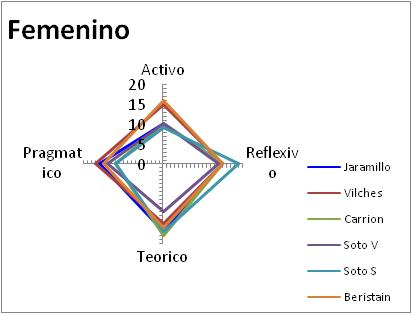 Femenino
Activo
20
15
10
5
0
Pragmat
ico
Reflexiv
o
Teorico
Jaramillo
Vilches
Carrion
Soto V
Soto S
Beristain